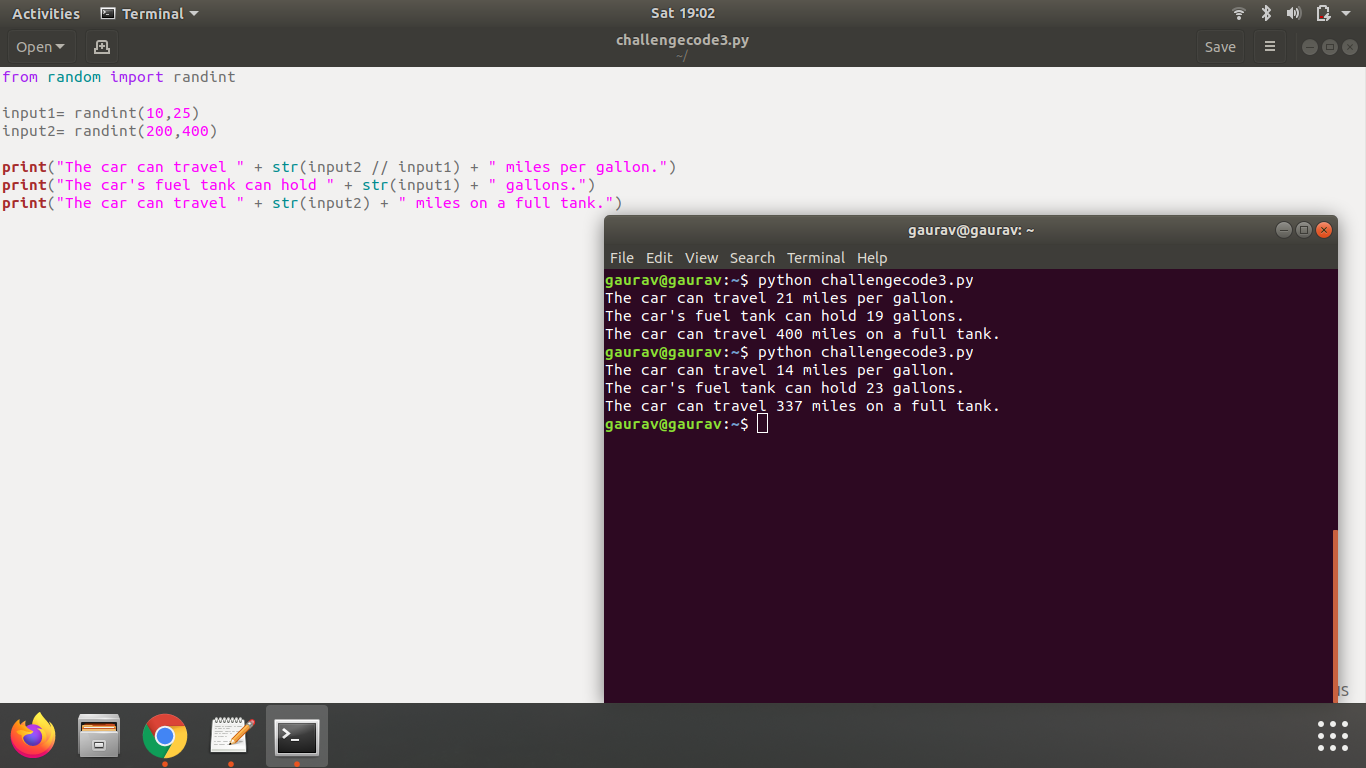 Activities Terminal Sat 19:02
Open challengecode3.py Save
~/
from random import randint
input1= randint(10,25)
input2= randint(200,400)
print("The car can travel " + str(input2 // input1) + " miles per gallon.")
print("The car's fuel tank can hold " + str(input1) + " gallons.")
print("The car can travel " + str(input2) + " miles on a full tank.")
gaurav@gaurav: ~
File Edit View Search Terminal Help
gaurav@gaurav:~$ python challengecode3.py
The car can travel 21 miles per gallon.
The car's fuel tank can hold 19 gallons.
The car can travel 400 miles on a full tank.
gaurav@gaurav:~$ python challengecode3.py
The car can travel 14 miles per gallon.
The car's fuel tank can hold 23 gallons.
The car can travel 337 miles on a full tank.
gaurav@gaurav:~$